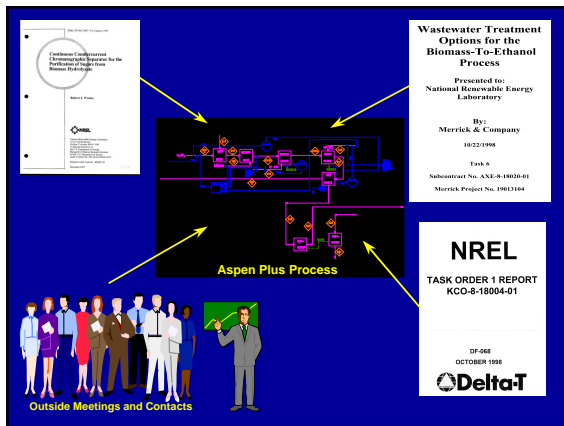 Continuous Countercurrent
Chromatographic Separator for the
Purification of Sugars from
Biomass Hydrolyzate
Robert J. Wooley
NREL
Wastewater Treatment
Options for the
Biomass-To-Ethanol
Process
Presented to:
National Renewable Energy
Laboratory
By:
Merrick & Company
10/22/1998
Task 6
Subcontract No. AXE-8-18020-01
Merrick Project No. 19013104
Aspen Plus Process
NREL
TASK ORDER 1 REPORT
KCO-8-18004-01
DF-068
OCTOBER 1998
Delta-T
Outside Meetings and Contacts